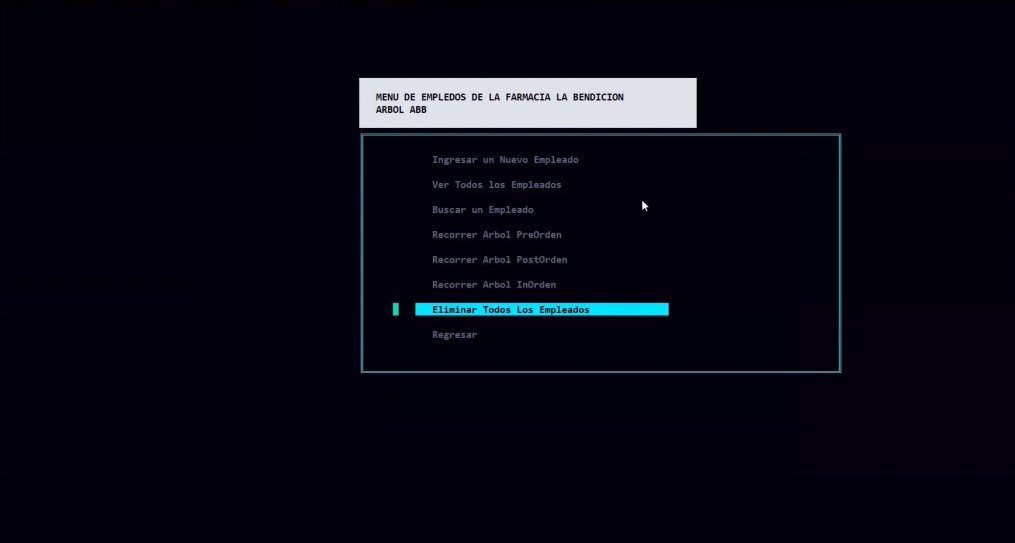 MENU DE EMPLEDOS DE LA FARMACIA LA BENDICION
ARBOL ABB
Ingresar un Nuevo Empleado
Ver Todos los Empleados
Buscar un Empleado
Recorrer Arbol PreOrden
Recorrer Arbol PostOrden
Recorrer Arbol InOrden
Eliminar Todos Los Empleados
Regresar